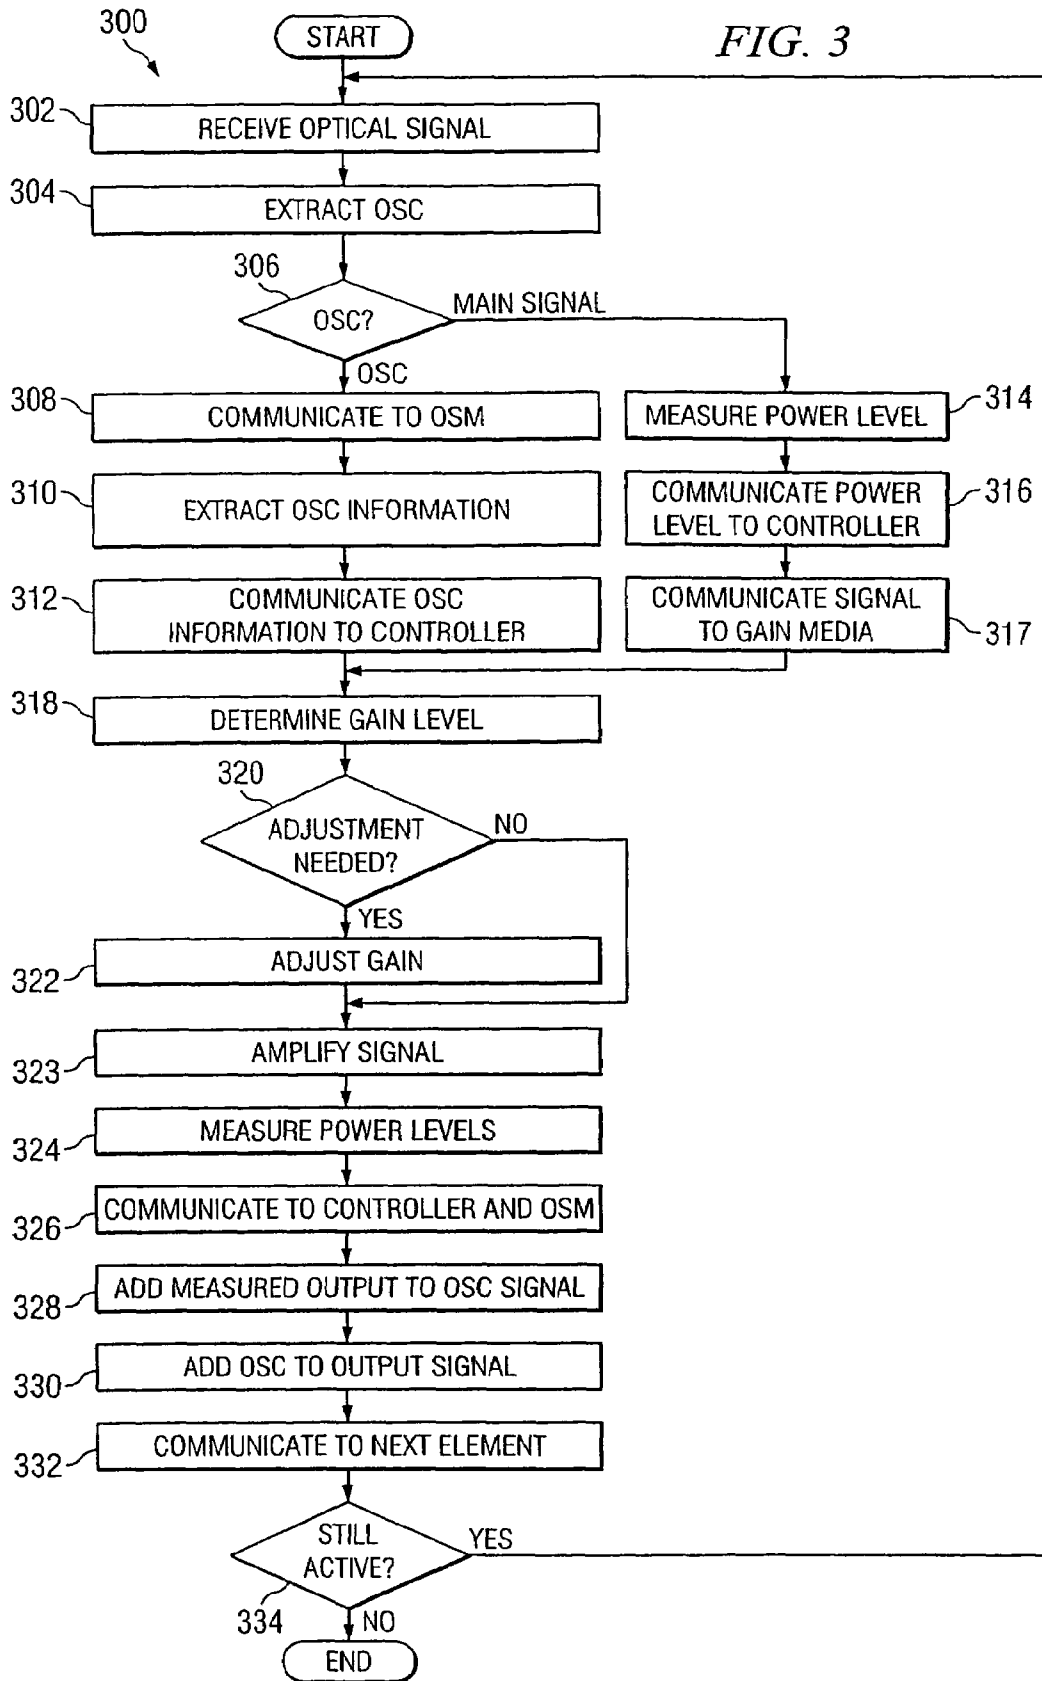 300
START
FIG. 3
302
RECEIVE OPTICAL SIGNAL
304
EXTRACT OSC
306
OSC?
MAIN SIGNAL
OSC
308
COMMUNICATE TO OSM
MEASURE POWER LEVEL
314
310
EXTRACT OSC INFORMATION
COMMUNICATE POWER
LEVEL TO CONTROLLER
316
312
COMMUNICATE OSC
INFORMATION TO CONTROLLER
COMMUNICATE SIGNAL
TO GAIN MEDIA
317
318
DETERMINE GAIN LEVEL
320
ADJUSTMENT
NEEDED?
NO
YES
322
ADJUST GAIN
323
AMPLIFY SIGNAL
324
MEASURE POWER LEVELS
326
COMMUNICATE TO CONTROLLER AND OSM
328
ADD MEASURED OUTPUT TO OSC SIGNAL
330
ADD OSC TO OUTPUT SIGNAL
332
COMMUNICATE TO NEXT ELEMENT
STILL
ACTIVE?
YES
334
NO
END